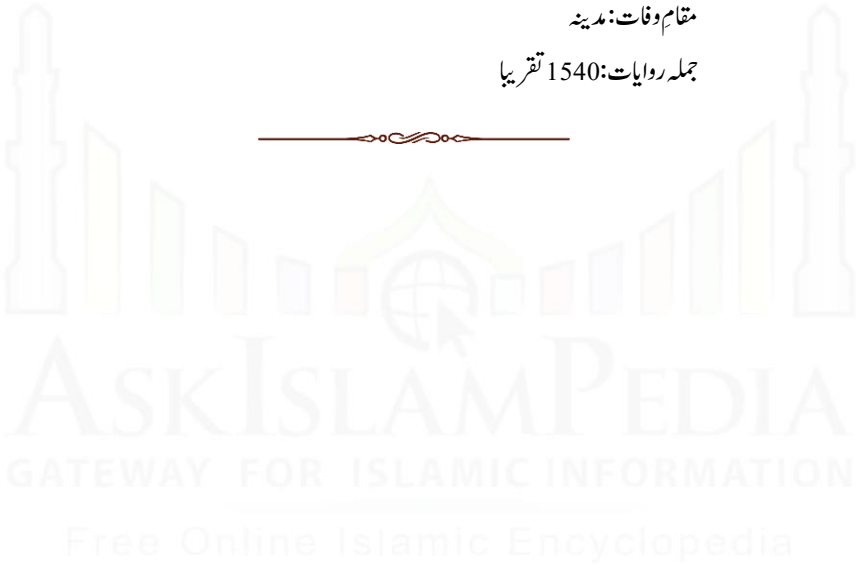 مقامِ وفات: مدینہ
جملہ روایات: 1540 تقریبا
ASKISLAMPEDIA
GATEWAY FOR ISLAMIC INFORMATION
Free Online Islamic Encyclopedia